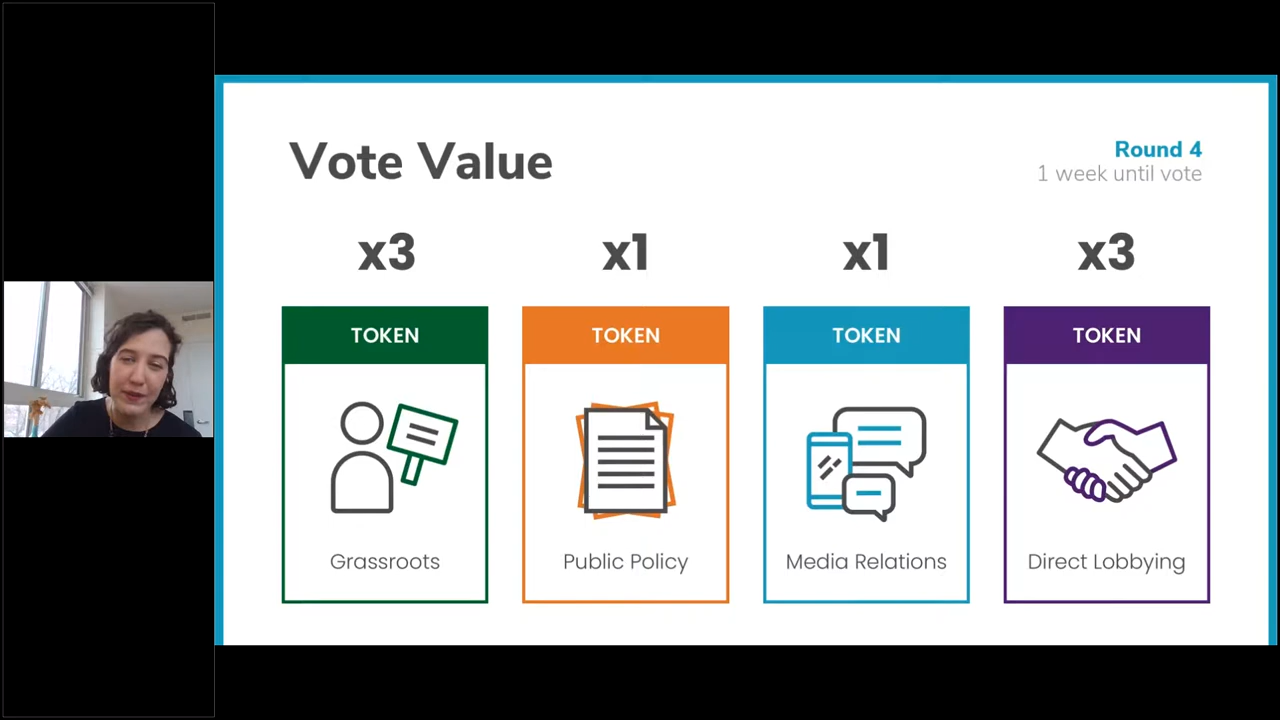 Vote Value
Round 4
1 week until vote
x3
x1
x1
x3
TOKEN
TOKEN
TOKEN
TOKEN
Grassroots
Public Policy
Media Relations
Direct Lobbying